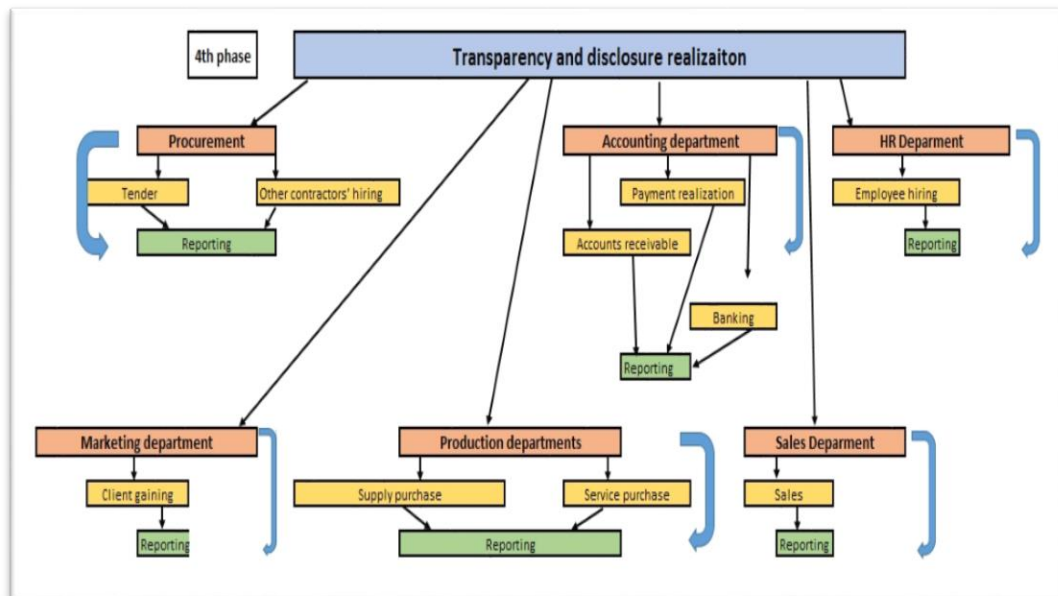 4th phase
Transparency and disclosure realizaiton
Procurement
Accounting department
HR Deparment
Tender
Other contractors' hiring
Payment realization
Employee hiring
Reporting
Accounts receivable
Reporting
Banking
Reporting
Marketing department
Production departments
Sales Deparment
Client gaining
Supply purchase
Service purchase
Sales
Reporting
Reporting
Reporting